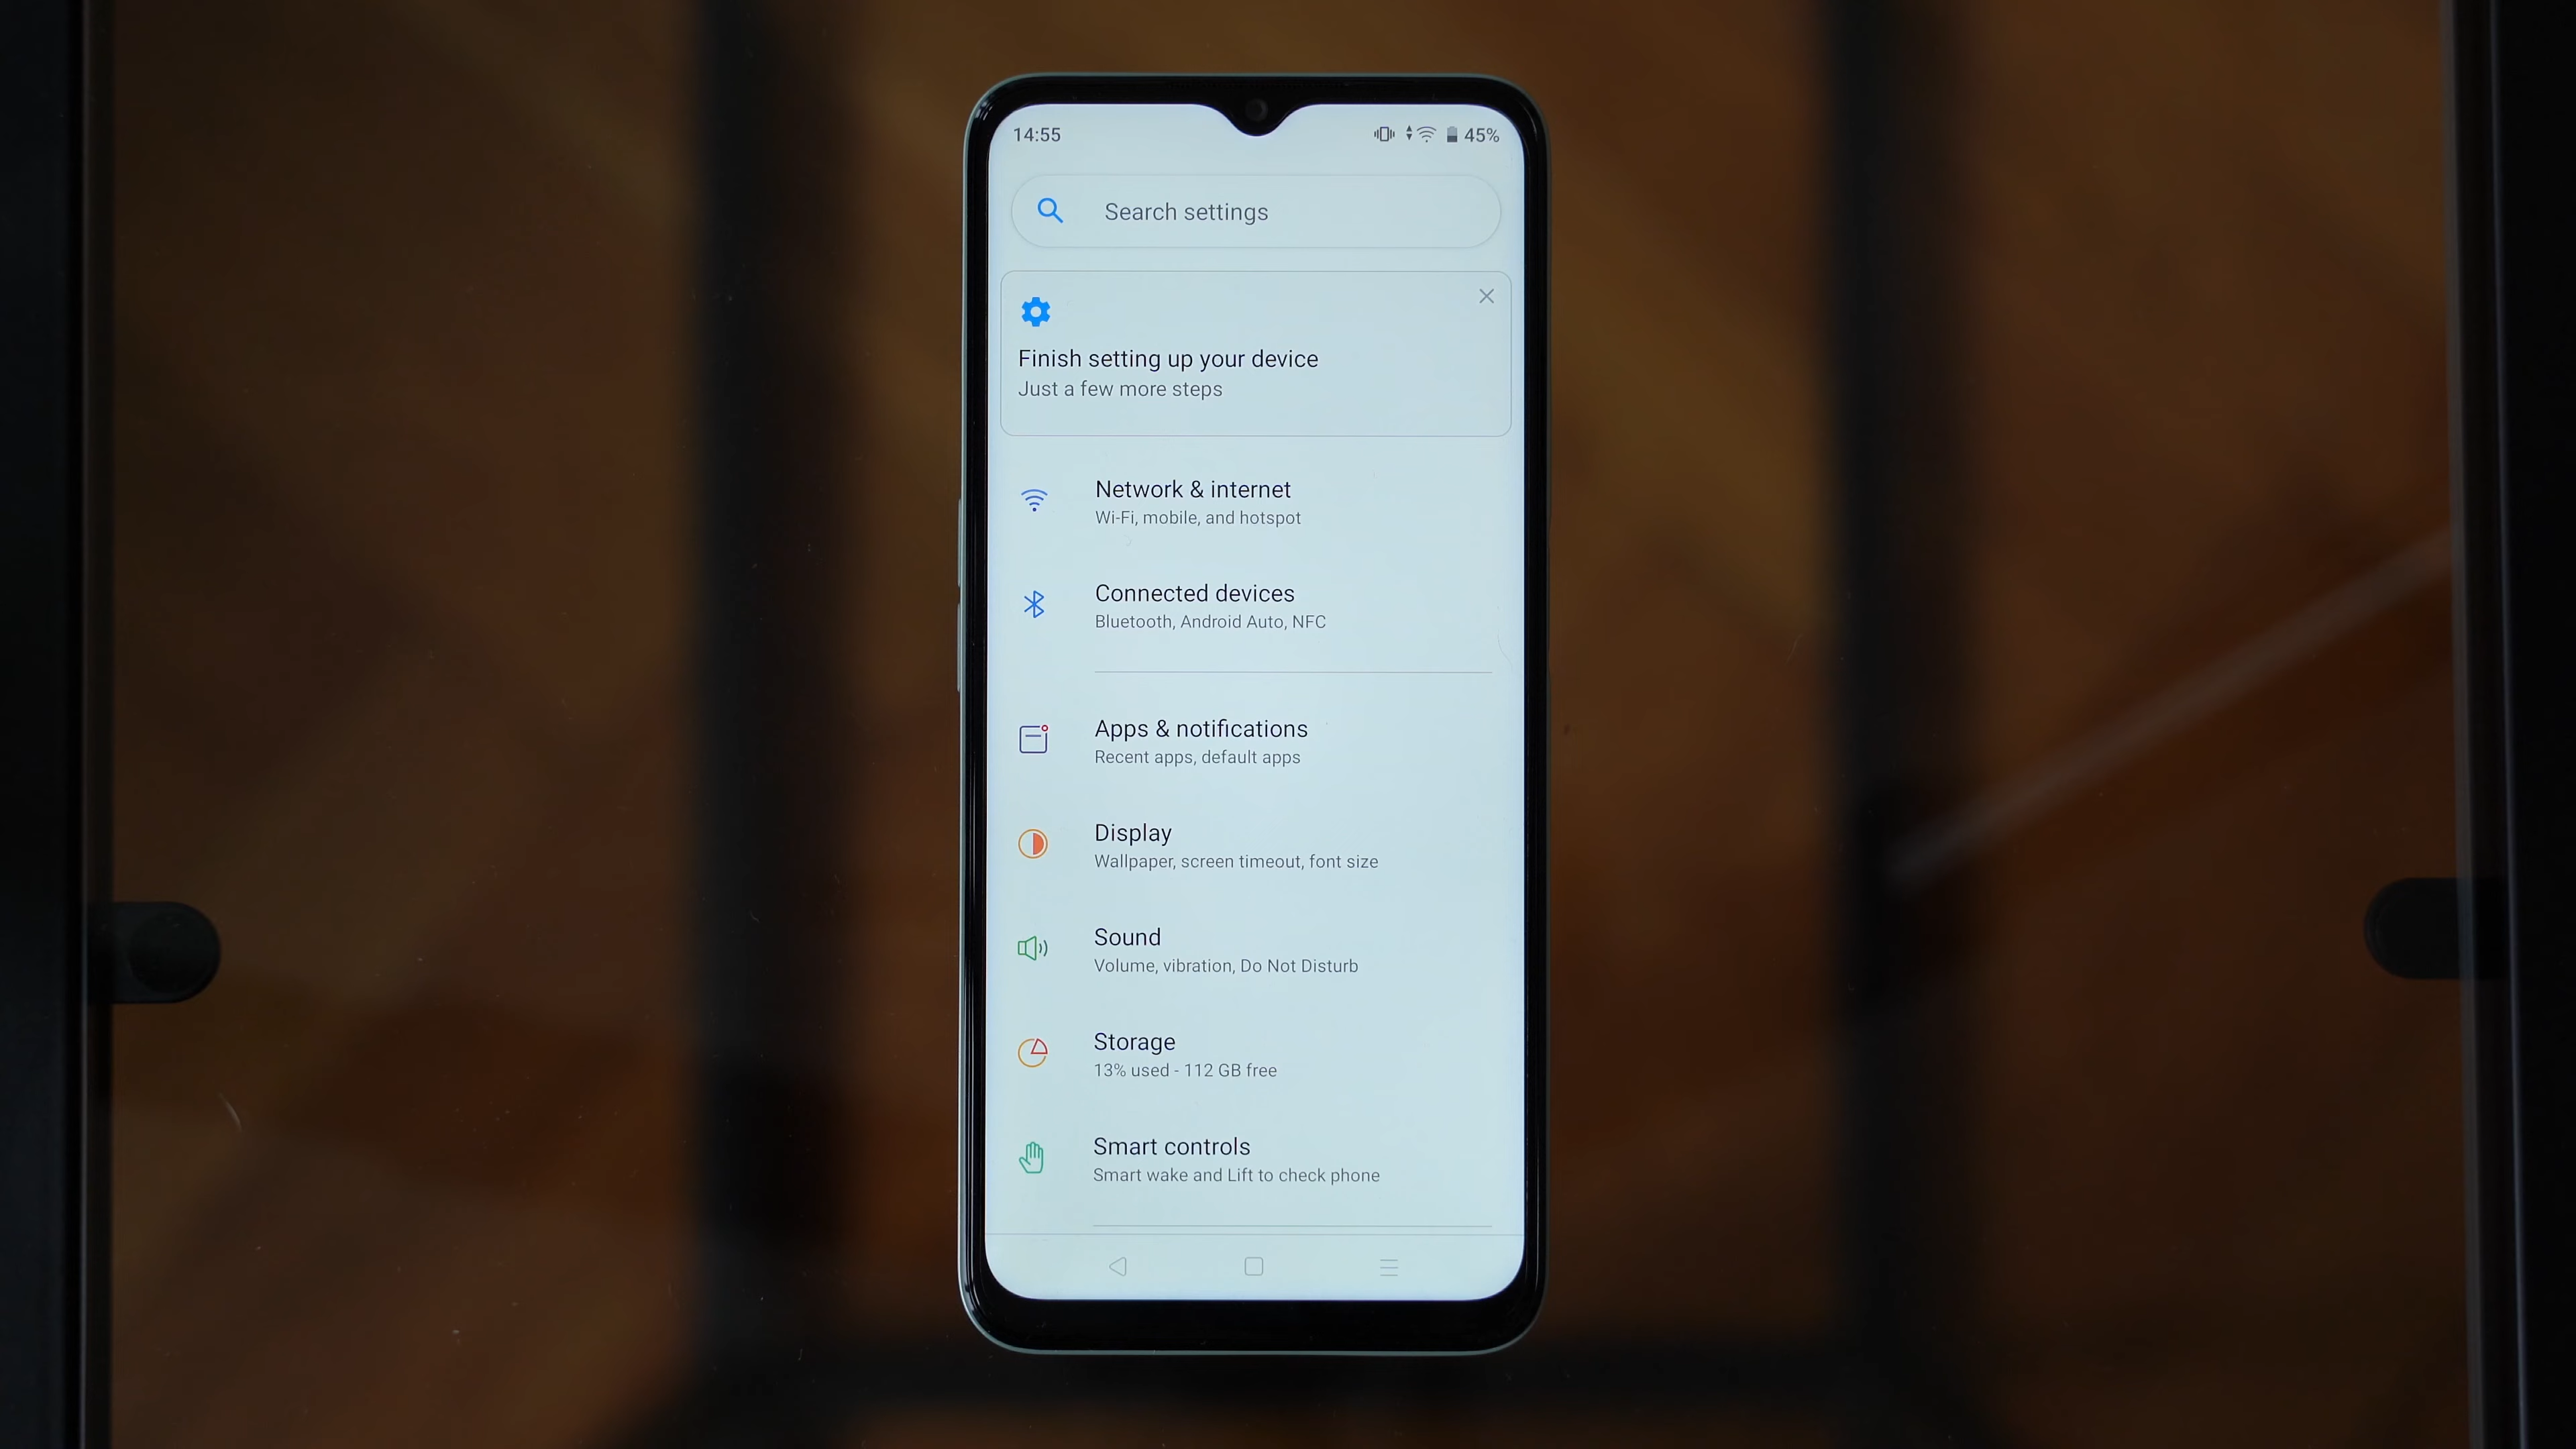 14:55 45%
Search settings
Finish setting up your device
Just a few more steps
Network & internet
Wi-Fi, mobile, and hotspot
Connected devices
Bluetooth, Android Auto, NFC
Apps & notifications
Recent apps, default apps
Display
Wallpaper, screen timeout, font size
Sound
Volume, vibration, Do Not Disturb
Storage
13% used - 112 GB free
Smart controls
Smart wake and Lift to check phone